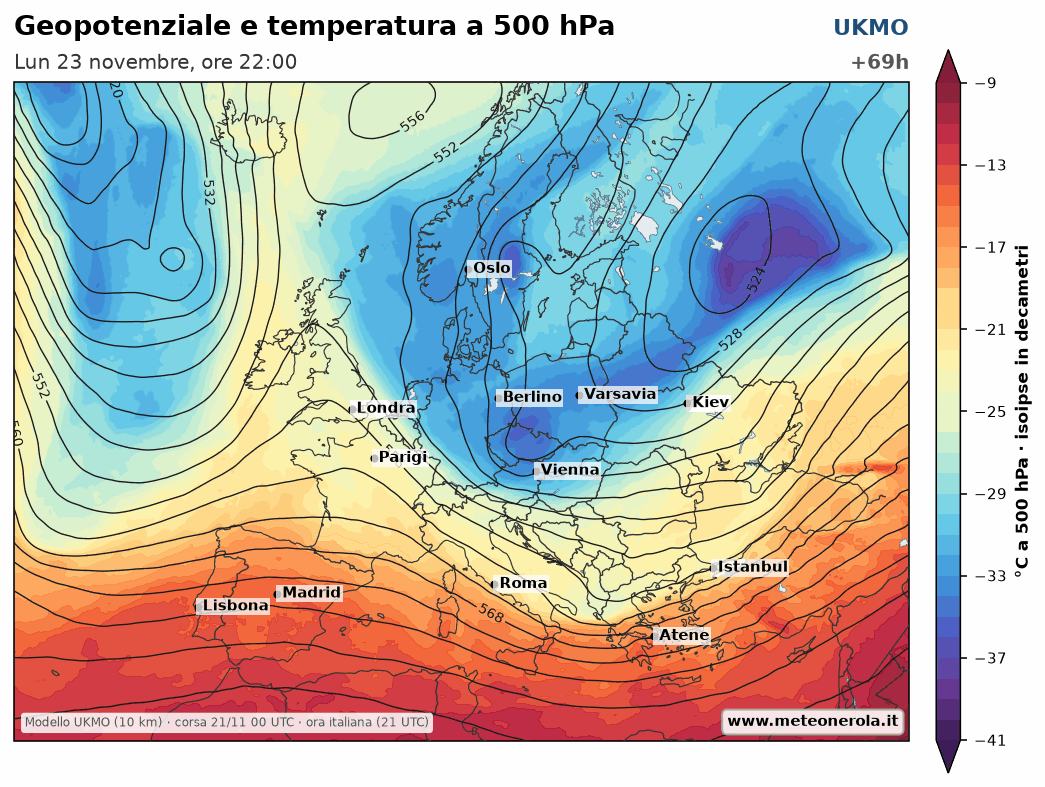 Geopotenziale e temperatura a 500 hPa
UKMO
Lun 23 novembre, ore 22:00
+69h
556
552
532
524
528
552
568
Oslo
Londra
Berlino
Varsavia
Kiev
Parigi
Vienna
Roma
Istanbul
Madrid
Lisbona
Atene
Modello UKMO (10 km) · corsa 21/11 00 UTC · ora italiana (21 UTC)
www.meteonerola.it
−9
−13
−17
−21
−25
−29
−33
−37
−41
°C a 500 hPa · isoipse in decametri